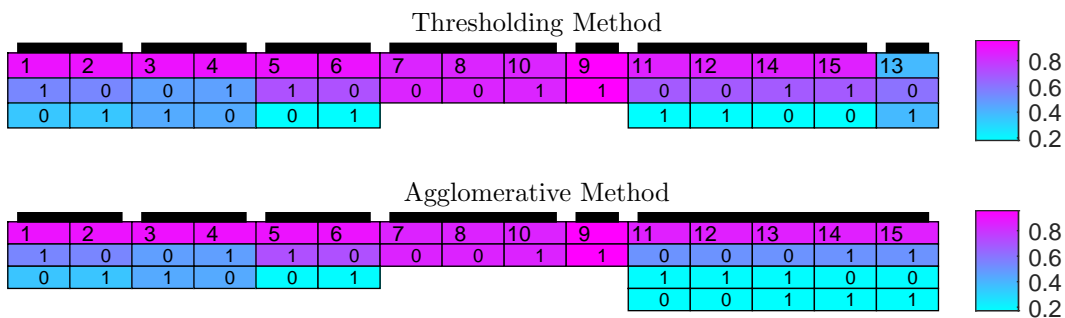 Thresholding Method
1 2 3 4 5 6 7 8 10 9 11 12 14 15 13
1 0 0 1 1 0 0 0 1 1 0 0 1 1 0
0 1 1 0 0 1 1 1 0 0 1
0.8
0.6
0.4
0.2
Agglomerative Method
1 2 3 4 5 6 7 8 10 9 11 12 13 14 15
1 0 0 1 1 0 0 0 1 1 0 0 0 1 1
0 1 1 0 0 1 1 1 1 0 0
0 0 1 1 1
0.8
0.6
0.4
0.2